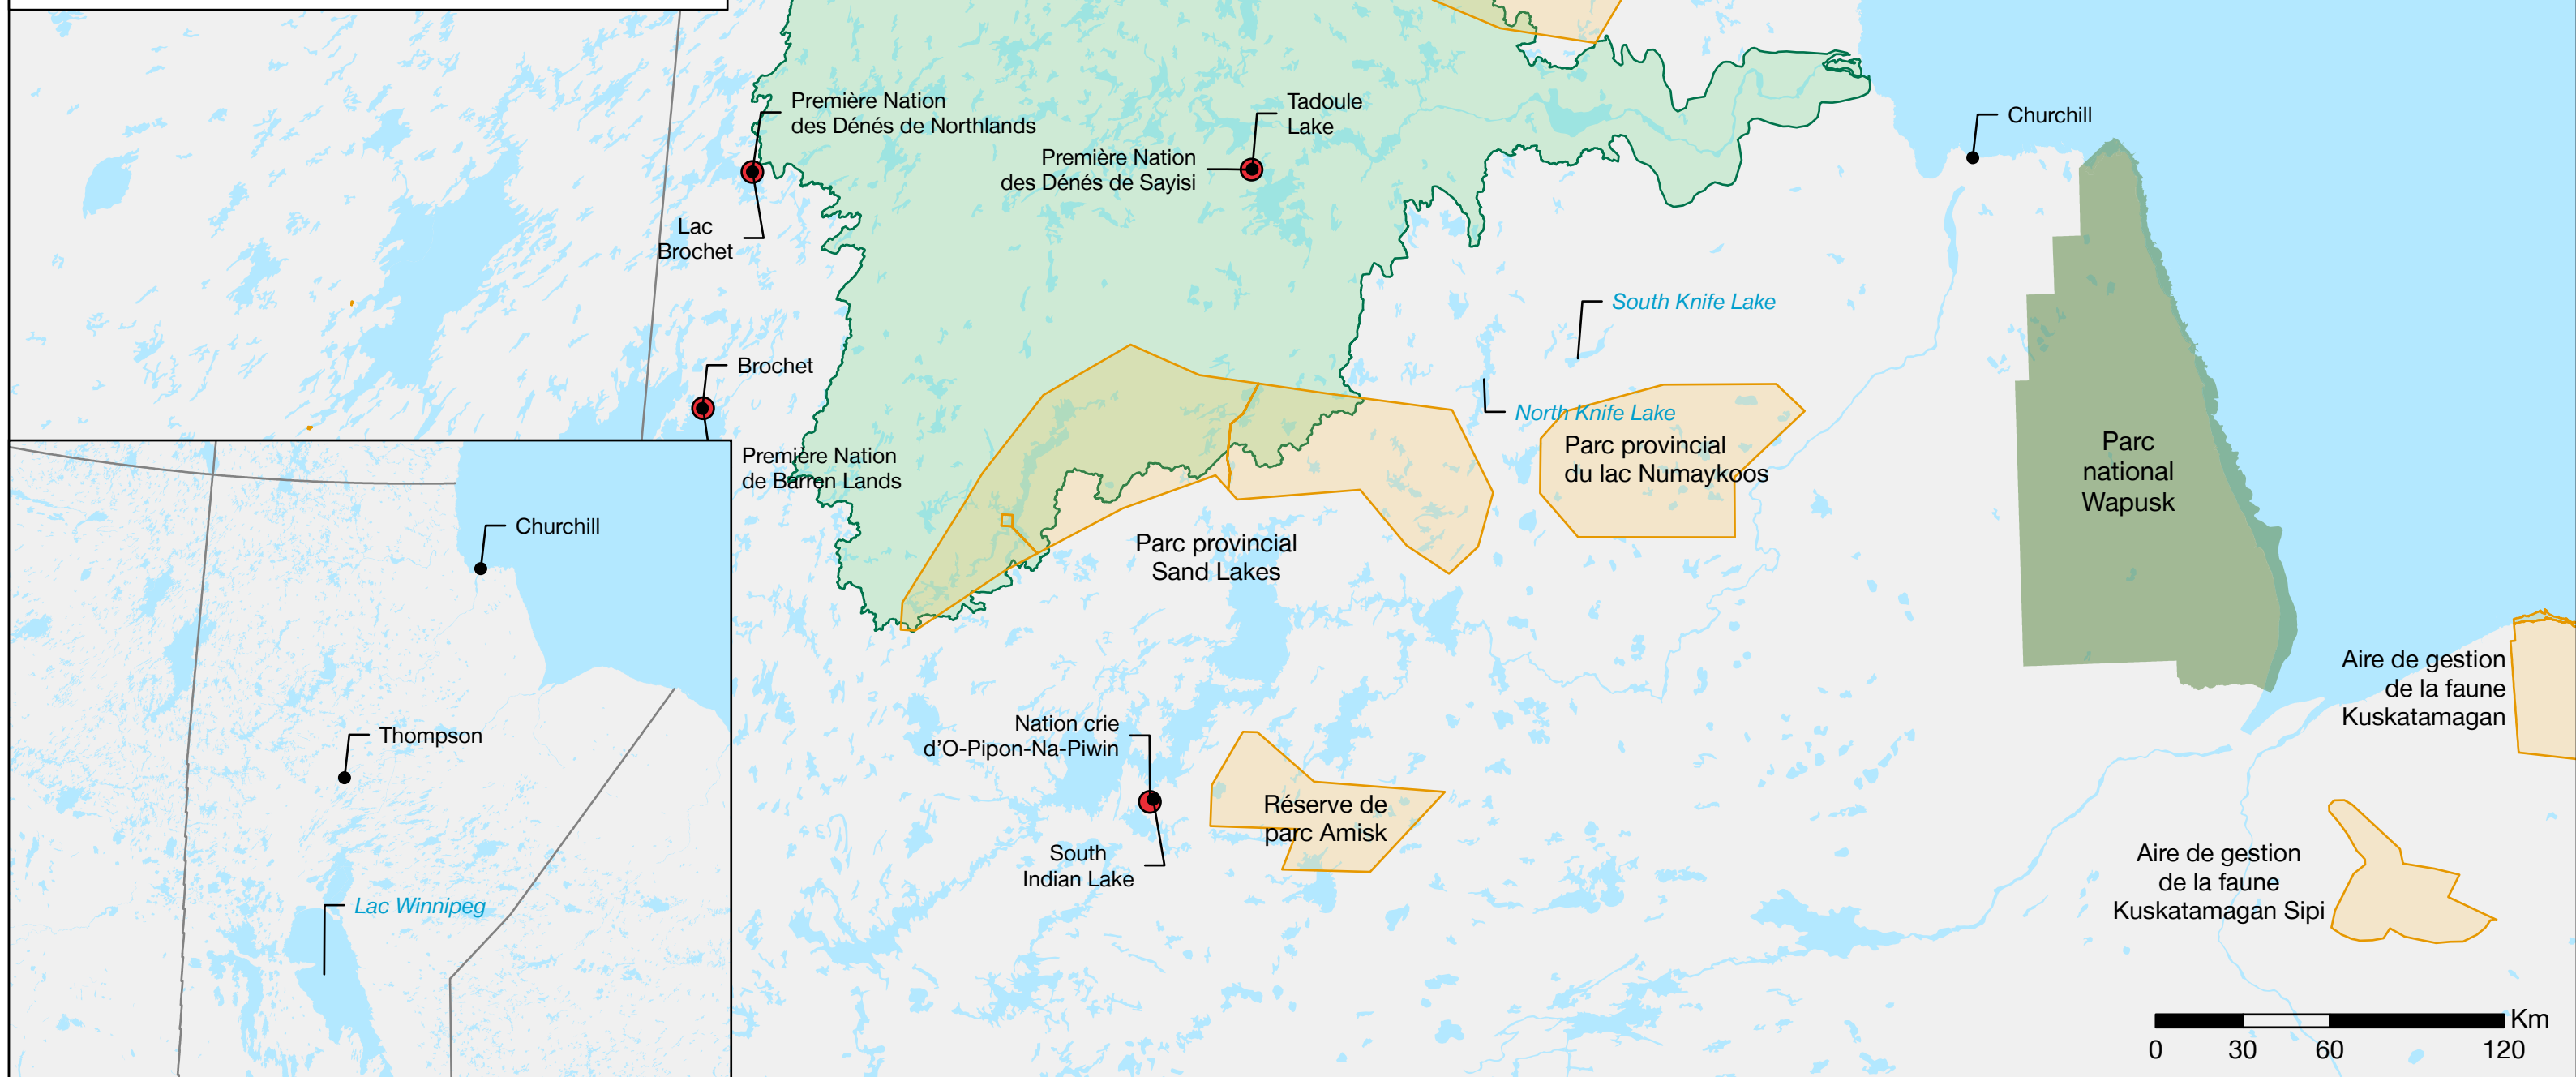 Première Nation
des Dénés de Northlands
Tadoule
Lake
Première Nation
des Dénés de Sayisi
Churchill
Lac
Brochet
South Knife Lake
Brochet
North Knife Lake
Parc provincial
du lac Numaykoos
Parc
national
Wapusk
Première Nation
de Barren Lands
Parc provincial
Sand Lakes
Churchill
Thompson
Lac Winnipeg
Nation crie
d'O-Pipon-Na-Piwin
South
Indian Lake
Réserve de
parc Amisk
Aire de gestion
de la faune
Kuskatamagan
Aire de gestion
de la faune
Kuskatamagan Sipi
Km
0 30 60 120